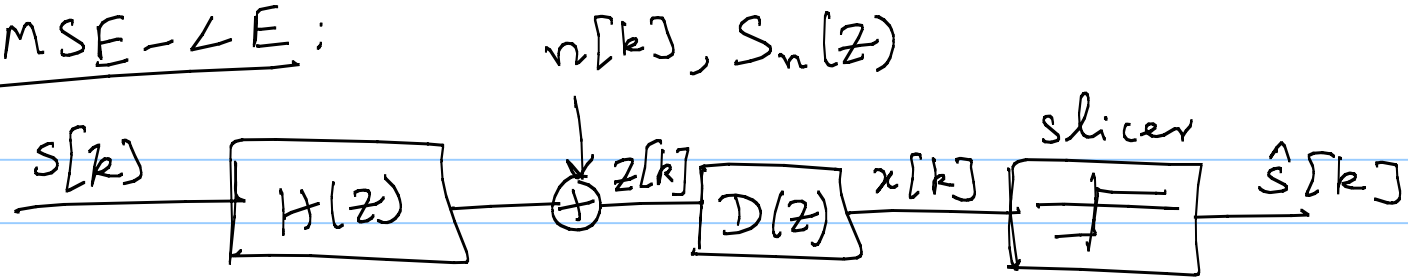 MSE-LE:
n[k], Sn(z)
slicer
s[k] H(z) + z[k] D(z) x[k] ŝ[k]